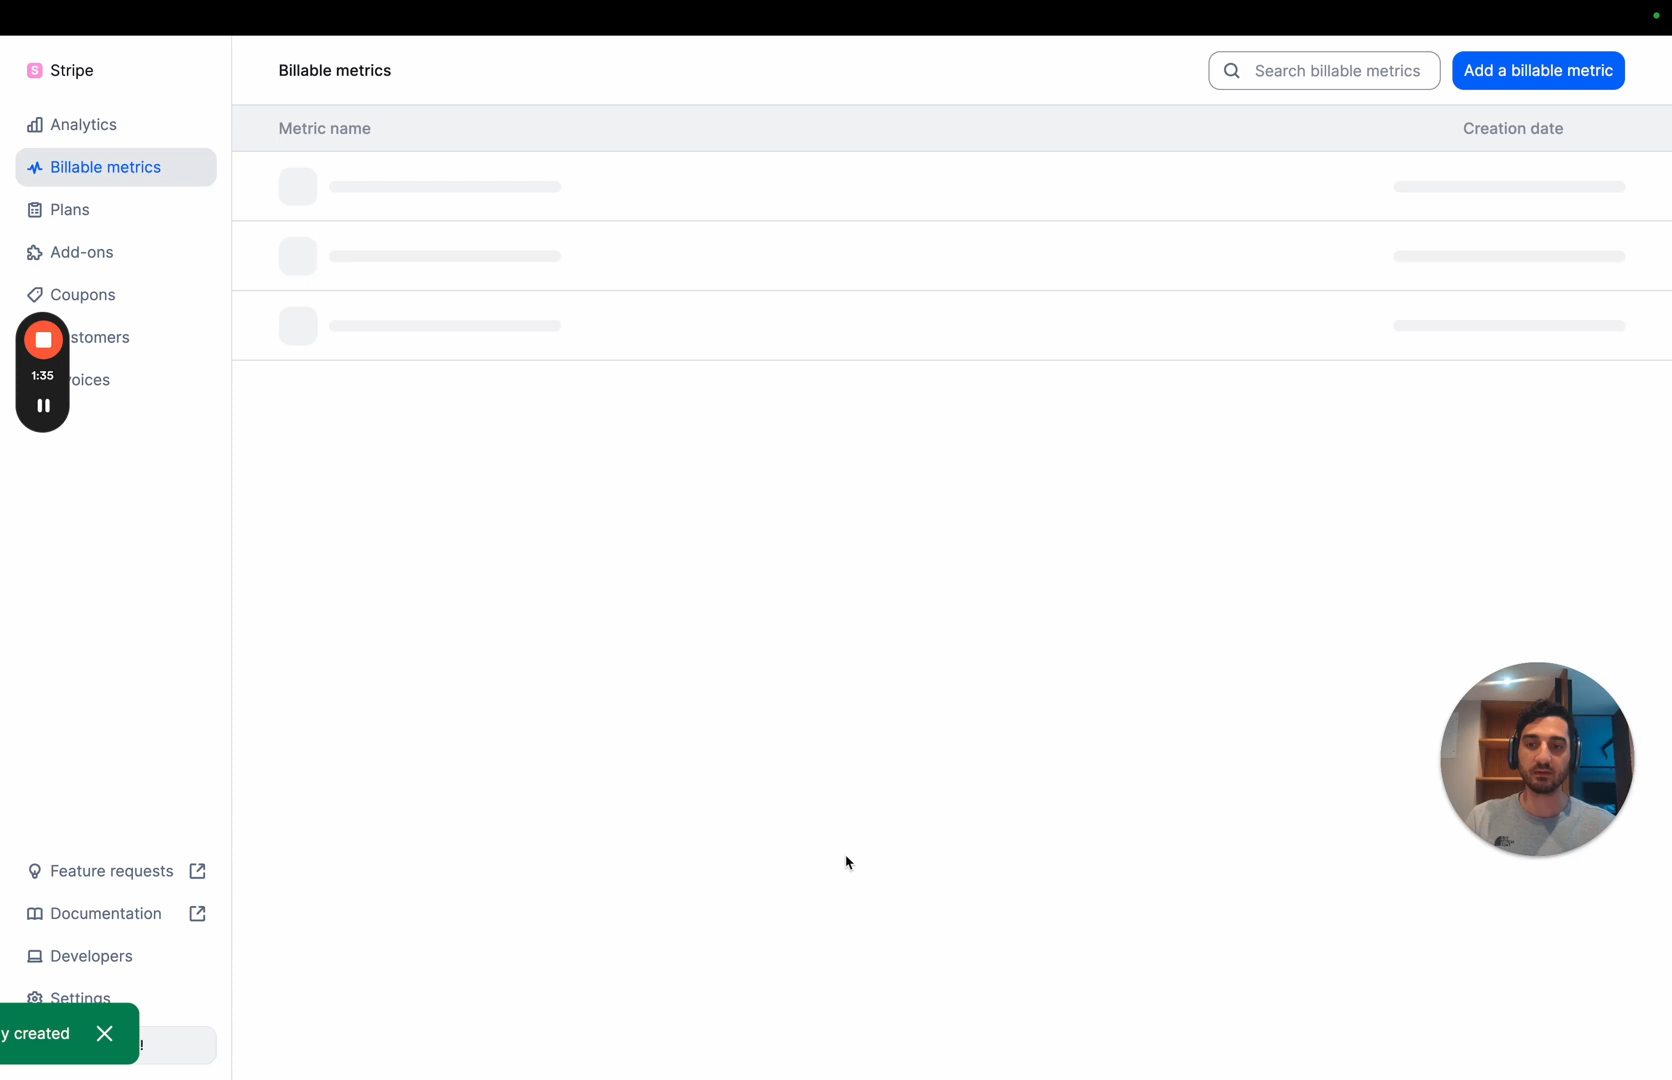 S Stripe
Billable metrics
Search billable metrics
Add a billable metric
Analytics
Billable metrics
Plans
Add-ons
Coupons
stomers
voices
1:35
Metric name
Creation date
Feature requests
Documentation
Developers
Settings
y created
!